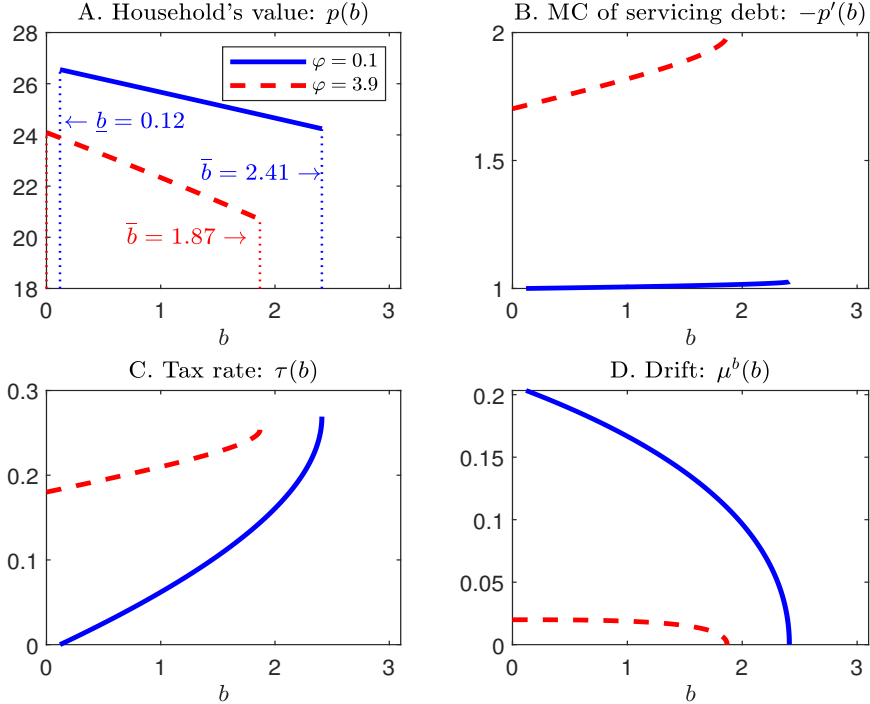 A. Household's value: p(b)
28
26
24
22
20
18
0
1
2
3
b
φ = 0.1
φ = 3.9
← b = 0.12
b̅ = 2.41 →
b̅ = 1.87 →
B. MC of servicing debt: −p′(b)
2
1.5
1
0
1
2
3
b
C. Tax rate: τ(b)
0.3
0.2
0.1
0
0
1
2
3
b
D. Drift: μᵇ(b)
0.2
0.15
0.1
0.05
0
0
1
2
3
b